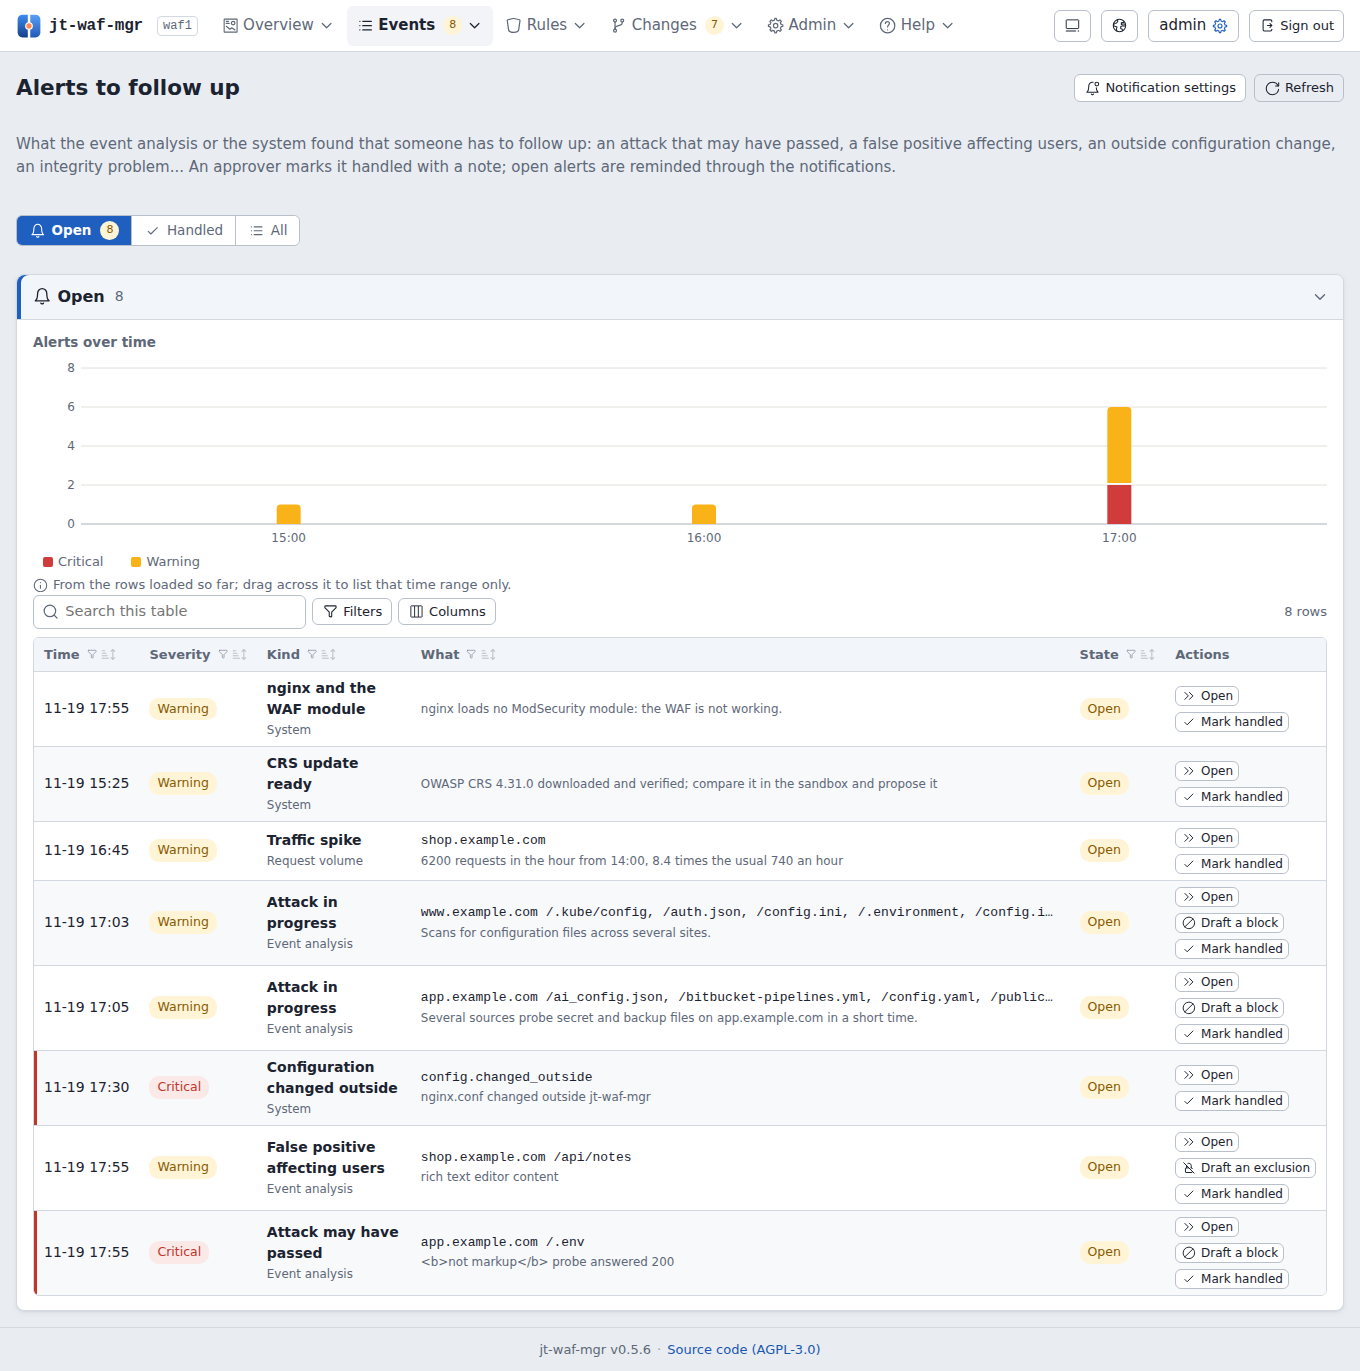 jt-waf-mgr waf1 Overview Events 8 Rules Changes 7 Admin Help admin Sign out
Alerts to follow up
Notification settings Refresh
What the event analysis or the system found that someone has to follow up: an attack that may have passed, a false positive affecting users, an outside configuration change,
an integrity problem... An approver marks it handled with a note; open alerts are reminded through the notifications.
Open 8 Handled All
Open 8
Alerts over time
8
6
4
2
0
15:00 16:00 17:00
Critical Warning
From the rows loaded so far; drag across it to list that time range only.
Search this table Filters Columns 8 rows
Time Severity Kind What State Actions
11-19 17:55 Warning nginx and the WAF module System nginx loads no ModSecurity module: the WAF is not working. Open Open Mark handled
11-19 15:25 Warning CRS update ready System OWASP CRS 4.31.0 downloaded and verified; compare it in the sandbox and propose it Open Open Mark handled
11-19 16:45 Warning Traffic spike Request volume shop.example.com 6200 requests in the hour from 14:00, 8.4 times the usual 740 an hour Open Open Mark handled
11-19 17:03 Warning Attack in progress Event analysis www.example.com /.kube/config, /auth.json, /config.ini, /.environment, /config.i… Scans for configuration files across several sites. Open Open Draft a block Mark handled
11-19 17:05 Warning Attack in progress Event analysis app.example.com /ai_config.json, /bitbucket-pipelines.yml, /config.yaml, /public… Several sources probe secret and backup files on app.example.com in a short time. Open Open Draft a block Mark handled
11-19 17:30 Critical Configuration changed outside System config.changed_outside nginx.conf changed outside jt-waf-mgr Open Open Mark handled
11-19 17:55 Warning False positive affecting users Event analysis shop.example.com /api/notes rich text editor content Open Open Draft an exclusion Mark handled
11-19 17:55 Critical Attack may have passed Event analysis app.example.com /.env <b>not markup</b> probe answered 200 Open Open Draft a block Mark handled
jt-waf-mgr v0.5.6 · Source code (AGPL-3.0)